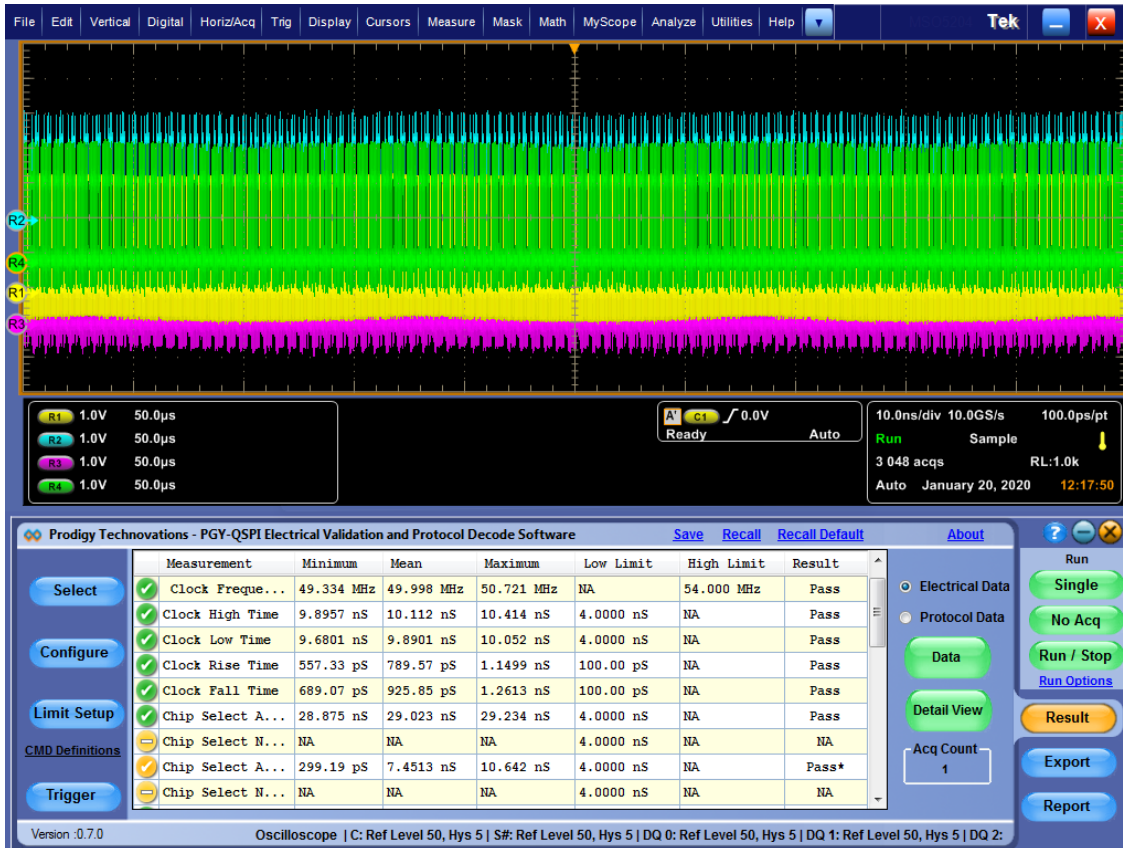 File Edit Vertical Digital Horiz/Acq Trig Display Cursors Measure Mask Math MyScope Analyze Utilities Help Tek X
R2
R4
R1
R3
R1 1.0V 50.0µs
R2 1.0V 50.0µs
R3 1.0V 50.0µs
R4 1.0V 50.0µs
A' C1 0.0V
Ready Auto
10.0ns/div 10.0GS/s 100.0ps/pt
Run Sample
3 048 acqs RL:1.0k
Auto January 20, 2020 12:17:50
Prodigy Technovations - PGY-QSPI Electrical Validation and Protocol Decode Software Save Recall Recall Default About ?
Select
Configure
Limit Setup
CMD Definitions
Trigger
Measurement Minimum Mean Maximum Low Limit High Limit Result
Clock Freque... 49.334 MHz 49.998 MHz 50.721 MHz NA 54.000 MHz Pass
Clock High Time 9.8957 nS 10.112 nS 10.414 nS 4.0000 nS NA Pass
Clock Low Time 9.6801 nS 9.8901 nS 10.052 nS 4.0000 nS NA Pass
Clock Rise Time 557.33 pS 789.57 pS 1.1499 nS 100.00 pS NA Pass
Clock Fall Time 689.07 pS 925.85 pS 1.2613 nS 100.00 pS NA Pass
Chip Select A... 28.875 nS 29.023 nS 29.234 nS 4.0000 nS NA Pass
Chip Select N... NA NA NA 4.0000 nS NA NA
Chip Select A... 299.19 pS 7.4513 nS 10.642 nS 4.0000 nS NA Pass*
Chip Select N... NA NA NA 4.0000 nS NA NA
Electrical Data
Protocol Data
Data
Detail View
Acq Count
1
Run
Single
No Acq
Run / Stop
Run Options
Result
Export
Report
Version :0.7.0 Oscilloscope | C: Ref Level 50, Hys 5 | S#: Ref Level 50, Hys 5 | DQ 0: Ref Level 50, Hys 5 | DQ 1: Ref Level 50, Hys 5 | DQ 2: